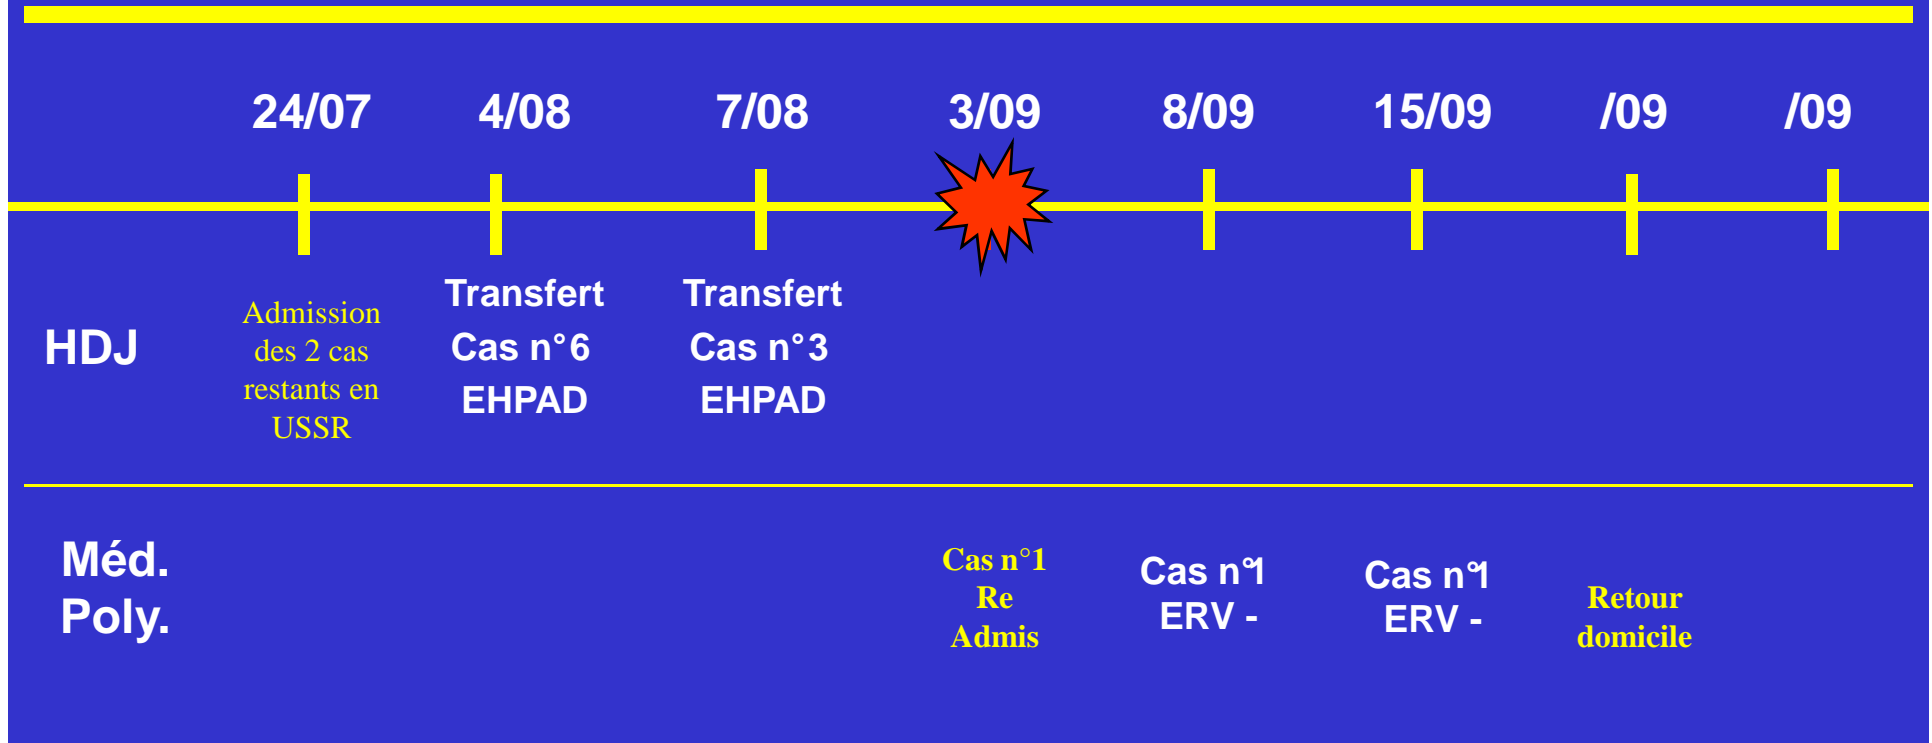 24/07 4/08 7/08 3/09 8/09 15/09 /09 /09
HDJ
Admission
des 2 cas
restants en
USSR
Transfert
Cas n°6
EHPAD
Transfert
Cas n°3
EHPAD
Méd.
Poly.
Cas n°1
Re
Admis
Cas n°1
ERV -
Cas n°1
ERV -
Retour
domicile